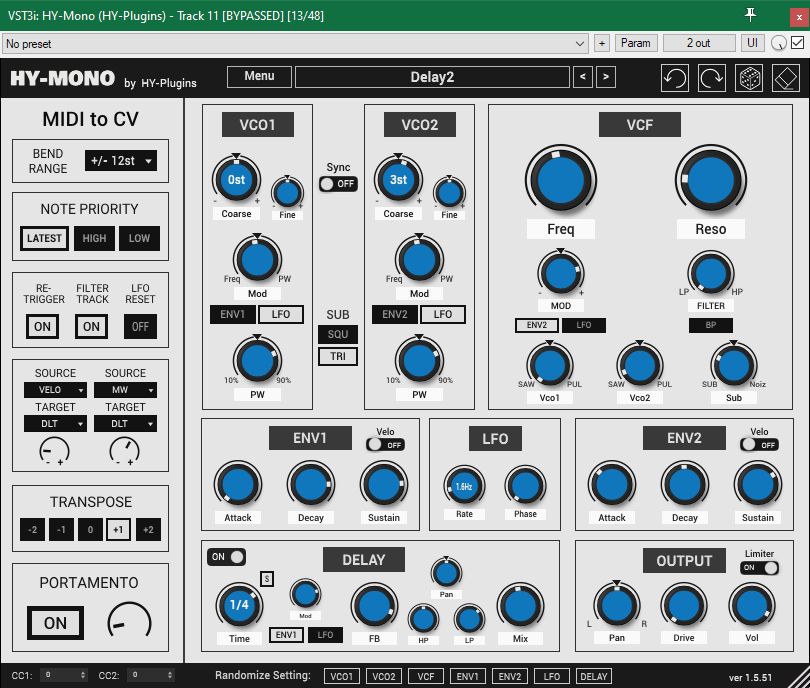 VST3i: HY-Mono (HY-Plugins) - Track 11 [BYPASSED] [13/48] x
No preset + Param 2 out UI
HY-MONO by HY-Plugins Menu Delay2 < >
MIDI to CV
BEND RANGE +/- 12st
NOTE PRIORITY
LATEST HIGH LOW
RE-TRIGGER FILTER TRACK LFO RESET
ON ON OFF
SOURCE SOURCE
VELO MW
TARGET TARGET
DLT DLT
- + - +
TRANSPOSE
-2 -1 0 +1 +2
PORTAMENTO
ON
VCO1
0st
- + - +
Coarse Fine
Freq PW
Mod
ENV1 LFO
10% 90%
PW
Sync
OFF
SUB
SQU
TRI
VCO2
3st
- + - +
Coarse Fine
Freq PW
Mod
ENV2 LFO
10% 90%
PW
VCF
Freq Reso
- + LP HP
MOD FILTER
ENV2 LFO BP
SAW PUL SAW PUL SUB Noiz
Vco1 Vco2 Sub
ENV1 Velo OFF
Attack Decay Sustain
LFO
1.6Hz
Rate Phase
ENV2 Velo OFF
Attack Decay Sustain
ON DELAY
S
1/4
Mod Pan
ENV1 LFO
Time FB HP LP Mix
OUTPUT Limiter ON
L R
Pan Drive Vol
CC1: 0 CC2: 0 Randomize Setting: VCO1 VCO2 VCF ENV1 ENV2 LFO DELAY ver 1.5.51